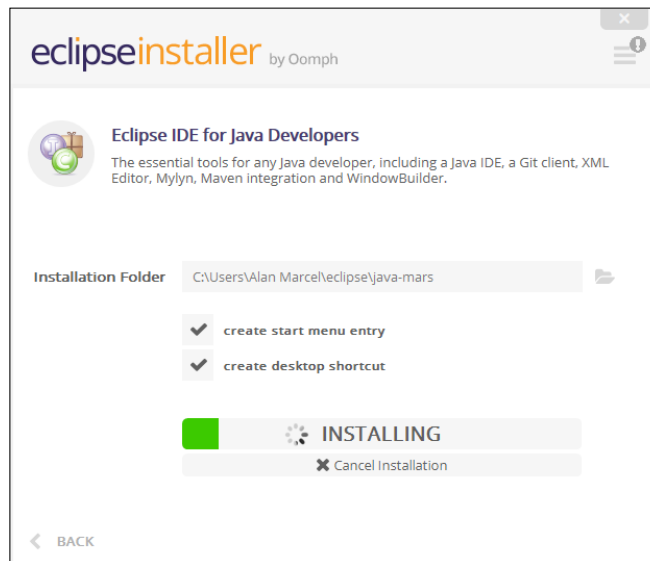 eclipseinstaller by Oomph
Eclipse IDE for Java Developers
The essential tools for any Java developer, including a Java IDE, a Git client, XML
Editor, Mylyn, Maven integration and WindowBuilder.
Installation Folder C:\Users\Alan Marcel\eclipse\java-mars
create start menu entry
create desktop shortcut
INSTALLING
Cancel Installation
BACK